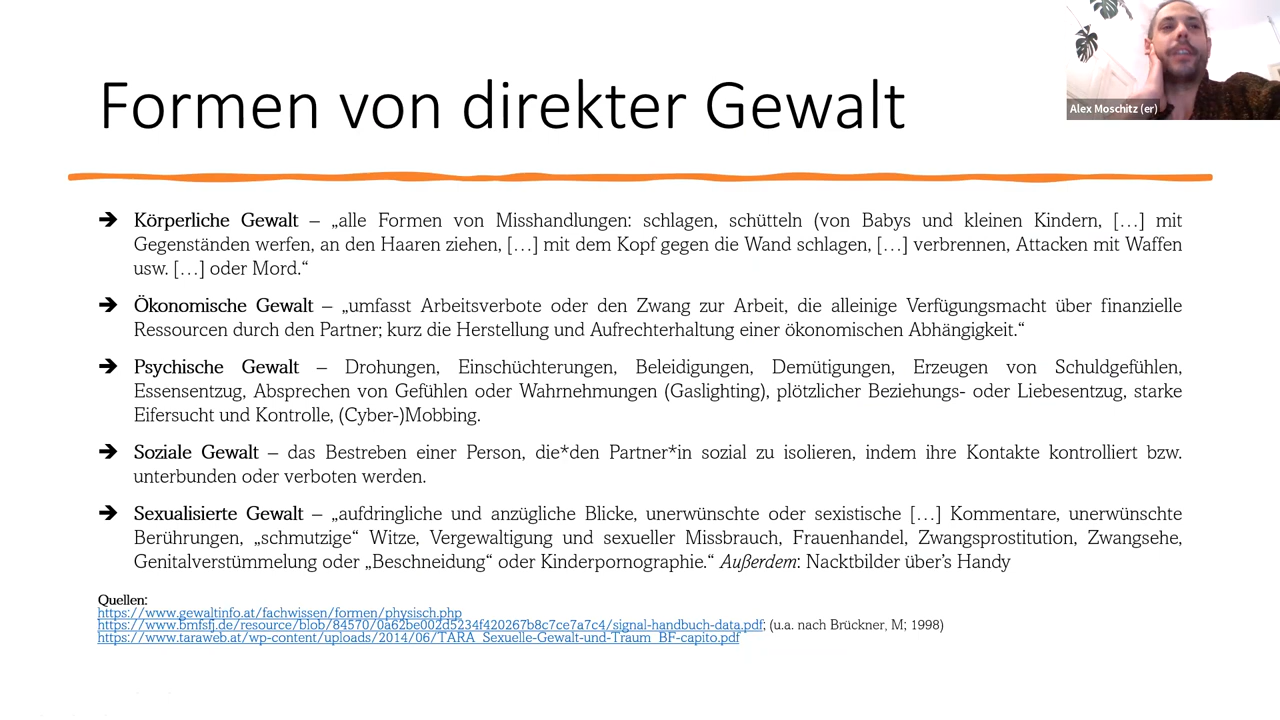 Formen von direkter Gewalt
Alex Moschitz (er)
➔ Körperliche Gewalt – „alle Formen von Misshandlungen: schlagen, schütteln (von Babys und kleinen Kindern, […] mit
Gegenständen werfen, an den Haaren ziehen, […] mit dem Kopf gegen die Wand schlagen, […] verbrennen, Attacken mit Waffen
usw. […] oder Mord.“
➔ Ökonomische Gewalt – „umfasst Arbeitsverbote oder den Zwang zur Arbeit, die alleinige Verfügungsmacht über finanzielle
Ressourcen durch den Partner; kurz die Herstellung und Aufrechterhaltung einer ökonomischen Abhängigkeit.“
➔ Psychische Gewalt – Drohungen, Einschüchterungen, Beleidigungen, Demütigungen, Erzeugen von Schuldgefühlen,
Essensentzug, Absprechen von Gefühlen oder Wahrnehmungen (Gaslighting), plötzlicher Beziehungs- oder Liebesentzug, starke
Eifersucht und Kontrolle, (Cyber-)Mobbing.
➔ Soziale Gewalt – das Bestreben einer Person, die*den Partner*in sozial zu isolieren, indem ihre Kontakte kontrolliert bzw.
unterbunden oder verboten werden.
➔ Sexualisierte Gewalt – „aufdringliche und anzügliche Blicke, unerwünschte oder sexistische […] Kommentare, unerwünschte
Berührungen, „schmutzige“ Witze, Vergewaltigung und sexueller Missbrauch, Frauenhandel, Zwangsprostitution, Zwangsehe,
Genitalverstümmelung oder „Beschneidung“ oder Kinderpornographie.“ Außerdem: Nacktbilder über’s Handy
Quellen:
https://www.gewaltinfo.at/fachwissen/formen/physisch.php
https://www.bmfsfj.de/resource/blob/84570/0a62be002d5234f420267b8c7ce7a7c4/signal-handbuch-data.pdf; (u.a. nach Brückner, M; 1998)
https://www.taraweb.at/wp-content/uploads/2014/06/TARA_Sexuelle-Gewalt-und-Traum_BF-capito.pdf